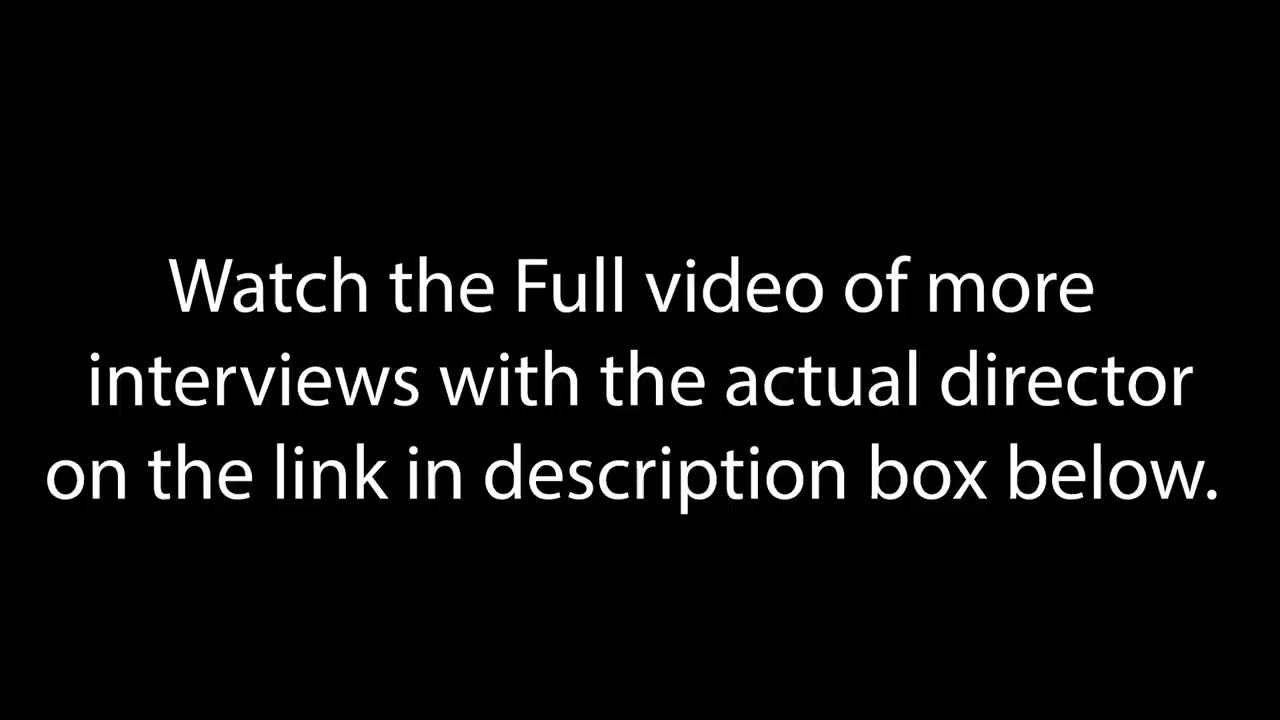 Watch the Full video of more
interviews with the actual director
on the link in description box below.